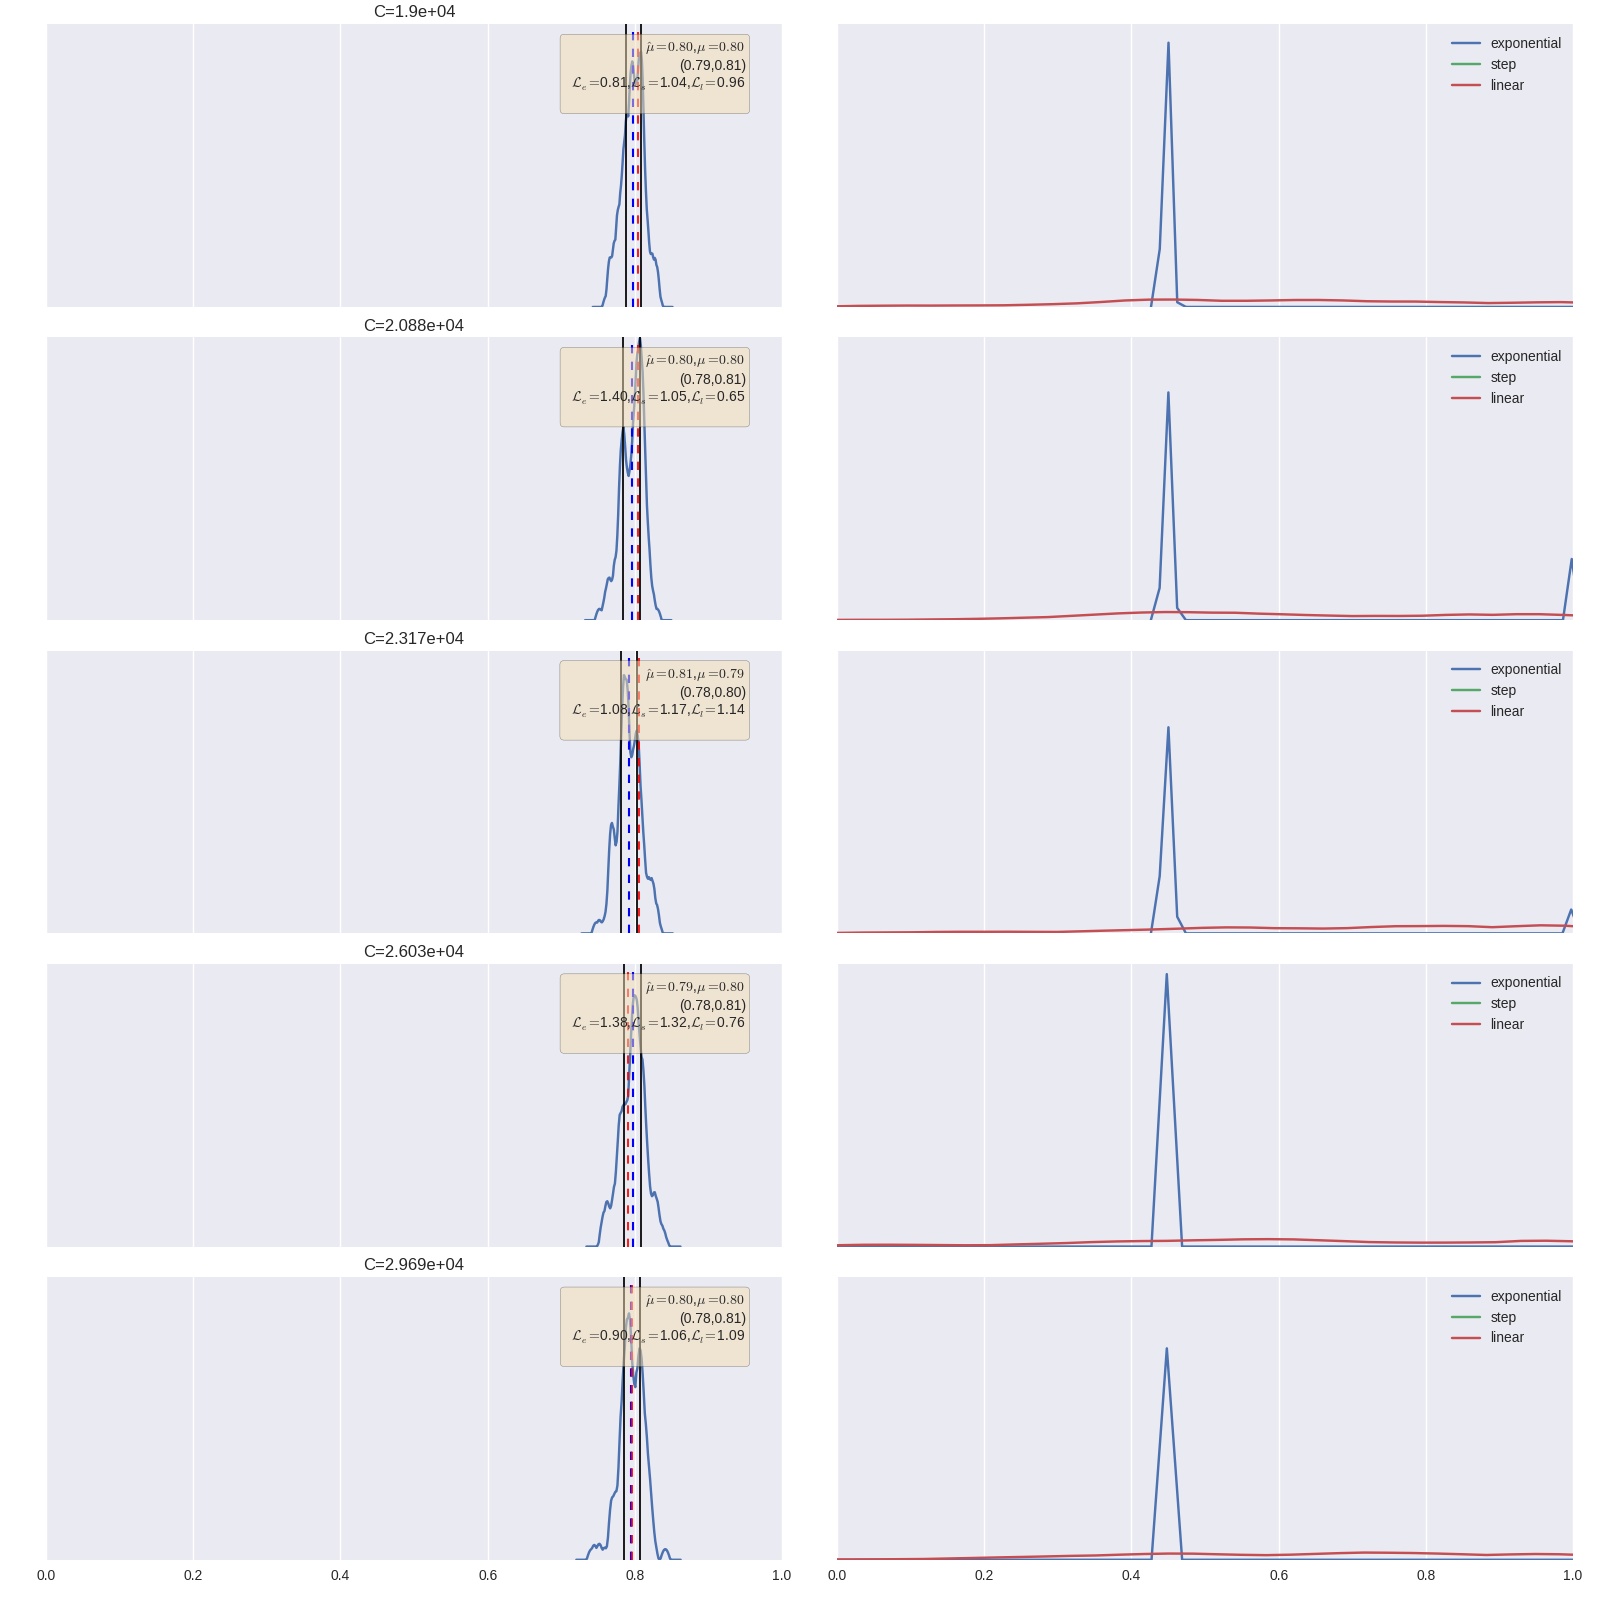 C=1.9e+04
μ̂=0.80,μ=0.80
(0.79,0.81)
ℒₑ=0.81,ℒₛ=1.04,ℒₗ=0.96
exponential
step
linear
C=2.088e+04
μ̂=0.80,μ=0.80
(0.78,0.81)
ℒₑ=1.40,ℒₛ=1.05,ℒₗ=0.65
exponential
step
linear
C=2.317e+04
μ̂=0.81,μ=0.79
(0.78,0.80)
ℒₑ=1.08,ℒₛ=1.17,ℒₗ=1.14
exponential
step
linear
C=2.603e+04
μ̂=0.79,μ=0.80
(0.78,0.81)
ℒₑ=1.38,ℒₛ=1.32,ℒₗ=0.76
exponential
step
linear
C=2.969e+04
μ̂=0.80,μ=0.80
(0.78,0.81)
ℒₑ=0.90,ℒₛ=1.06,ℒₗ=1.09
exponential
step
linear
0.0 0.2 0.4 0.6 0.8 1.0
0.0 0.2 0.4 0.6 0.8 1.0